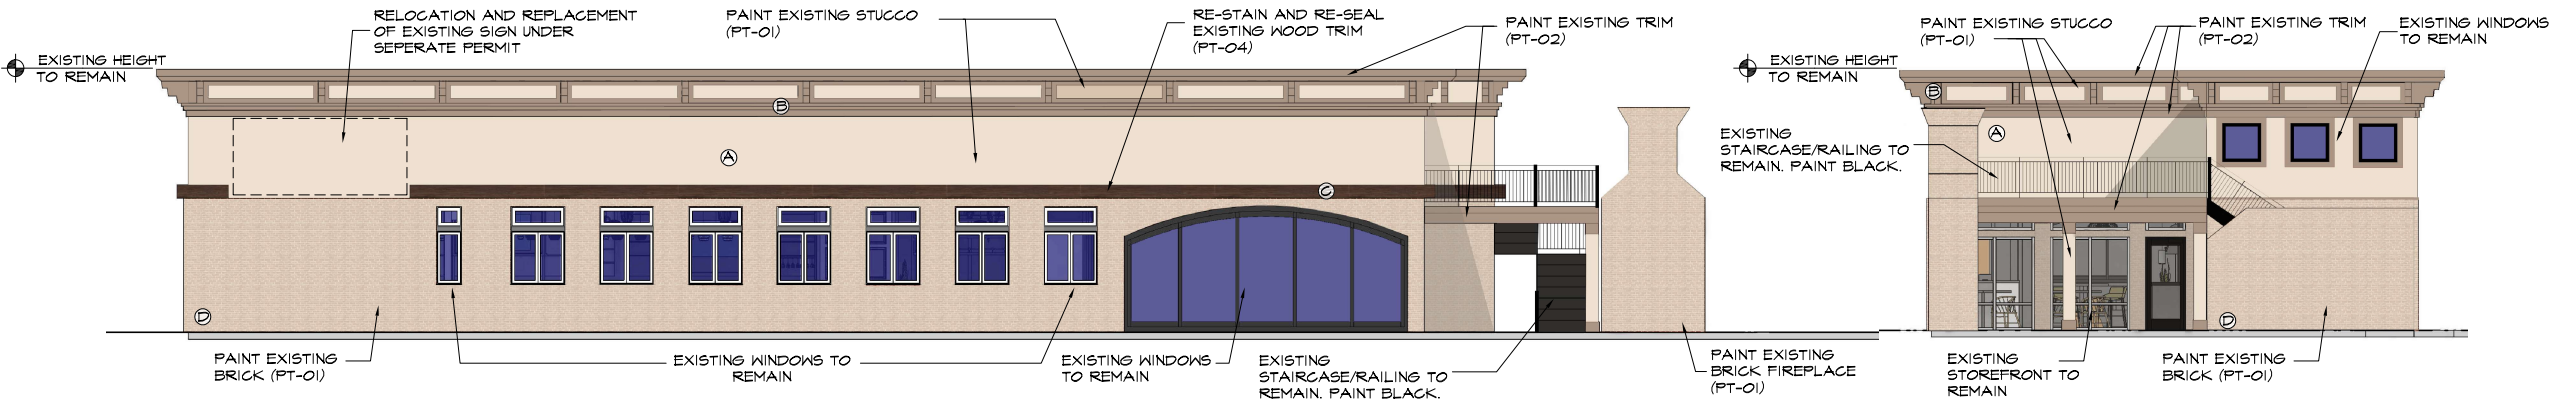 RELOCATION AND REPLACEMENT
OF EXISTING SIGN UNDER
SEPERATE PERMIT
PAINT EXISTING STUCCO
(PT-01)
RE-STAIN AND RE-SEAL
EXISTING WOOD TRIM
(PT-04)
PAINT EXISTING TRIM
(PT-02)
EXISTING HEIGHT
TO REMAIN
B
A
C
D
PAINT EXISTING
BRICK (PT-01)
EXISTING WINDOWS TO
REMAIN
EXISTING WINDOWS
TO REMAIN
EXISTING
STAIRCASE/RAILING TO
REMAIN. PAINT BLACK.
PAINT EXISTING
BRICK FIREPLACE
(PT-01)
PAINT EXISTING STUCCO
(PT-01)
PAINT EXISTING TRIM
(PT-02)
EXISTING WINDOWS
TO REMAIN
EXISTING HEIGHT
TO REMAIN
B
A
EXISTING
STAIRCASE/RAILING TO
REMAIN. PAINT BLACK.
D
EXISTING
STOREFRONT TO
REMAIN
PAINT EXISTING
BRICK (PT-01)